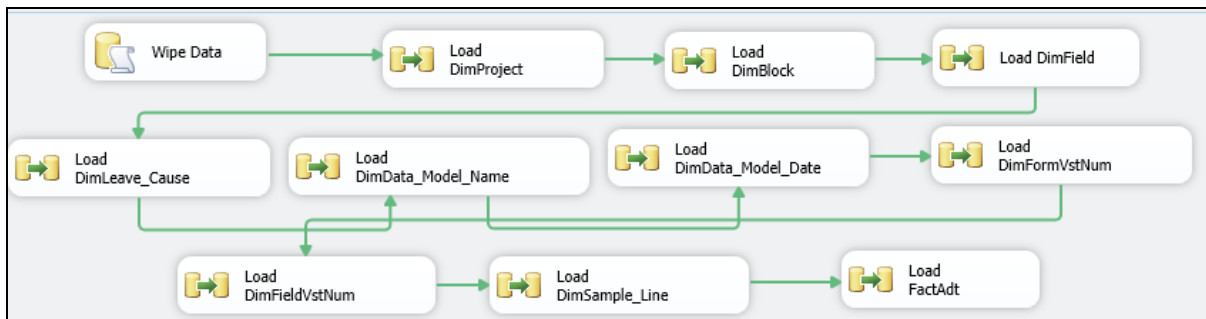 Wipe Data
Load
DimProject
Load
DimBlock
Load DimField
Load
DimLeave_Cause
Load
DimData_Model_Name
Load
DimData_Model_Date
Load
DimFormVstNum
Load
DimFieldVstNum
Load
DimSample_Line
Load
FactAdt